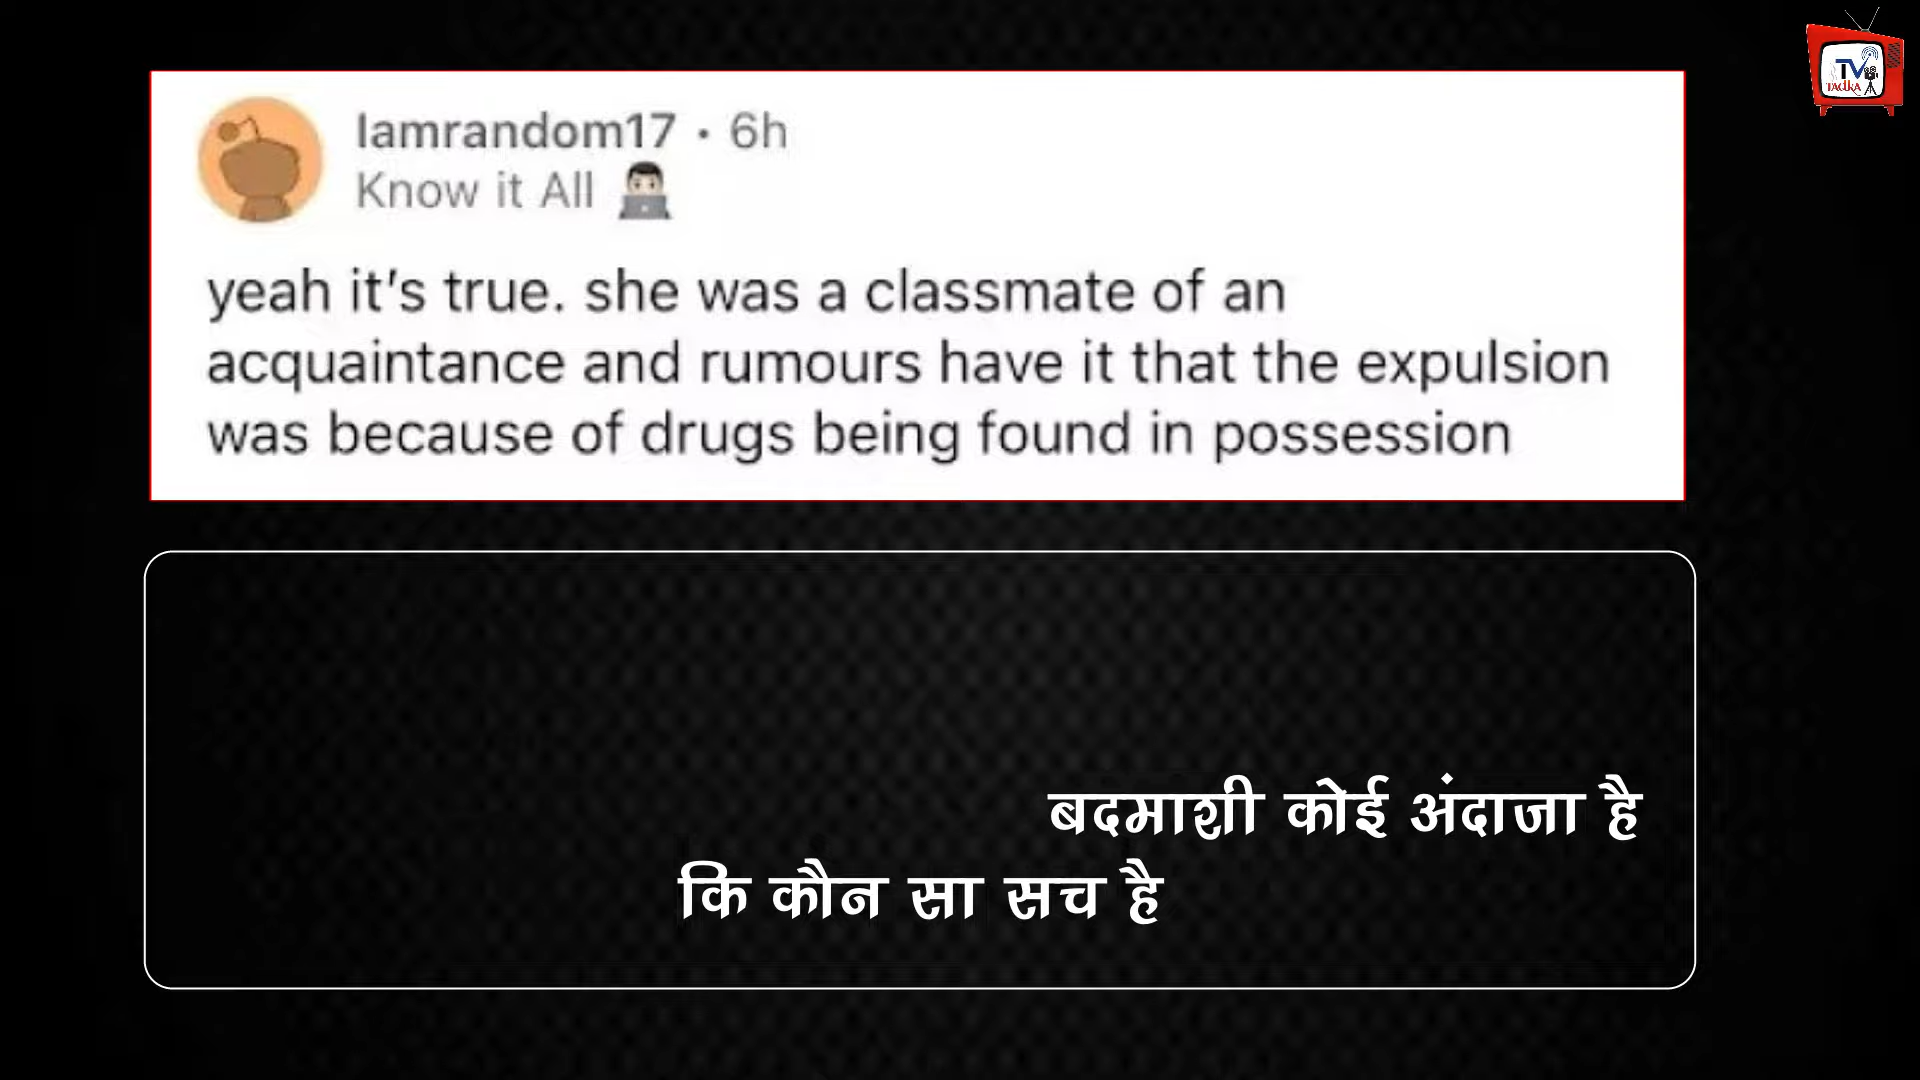 Iamrandom17 • 6h
Know it All
yeah it's true. she was a classmate of an
acquaintance and rumours have it that the expulsion
was because of drugs being found in possession
बदमाशी कोई अंदाजा है
कि कौन सा सच है
TV
TADKA